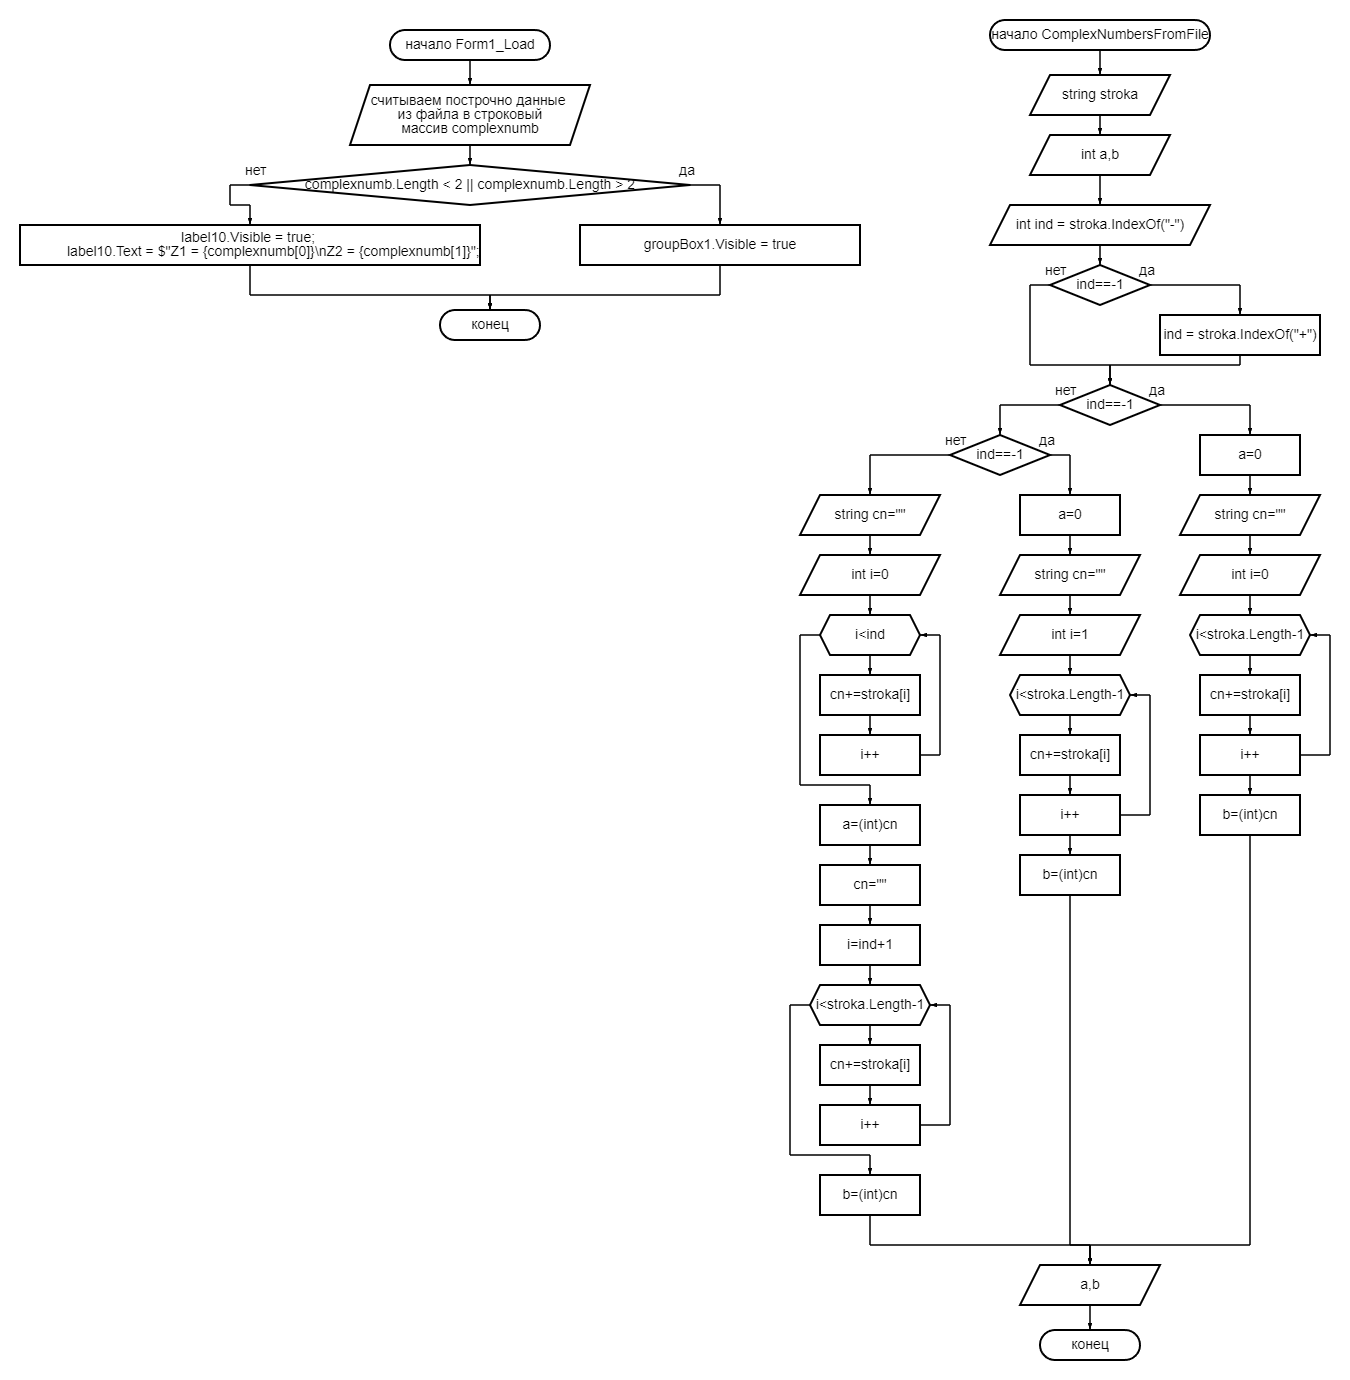 начало Form1_Load
считываем построчно данные
из файла в строковый
массив complexnumb
нет
да
complexnumb.Length < 2 || complexnumb.Length > 2
label10.Visible = true;
label10.Text = $"Z1 = {complexnumb[0]}\nZ2 = {complexnumb[1]}";
groupBox1.Visible = true
конец
начало ComplexNumbersFromFile
string stroka
int a,b
int ind = stroka.IndexOf("-")
нет
да
ind==-1
ind = stroka.IndexOf("+")
нет
да
ind==-1
нет
да
ind==-1
string cn=""
int i=0
i<ind
cn+=stroka[i]
i++
a=(int)cn
cn=""
i=ind+1
i<stroka.Length-1
cn+=stroka[i]
i++
b=(int)cn
a=0
string cn=""
int i=1
i<stroka.Length-1
cn+=stroka[i]
i++
b=(int)cn
a=0
string cn=""
int i=0
i<stroka.Length-1
cn+=stroka[i]
i++
b=(int)cn
a,b
конец